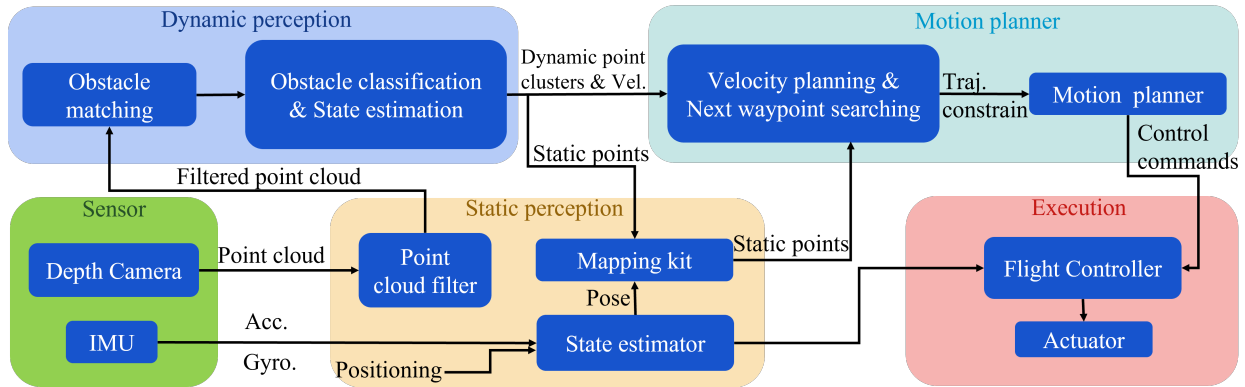 Dynamic perception
Motion planner
Obstacle
matching
Obstacle classification
& State estimation
Dynamic point
clusters & Vel.
Velocity planning &
Next waypoint searching
Traj.
constrain
Motion planner
Static points
Control
commands
Filtered point cloud
Sensor
Static perception
Execution
Depth Camera
Point cloud
Point
cloud filter
Mapping kit
Static points
Flight Controller
Pose
IMU
Acc.
Gyro.
Positioning
State estimator
Actuator